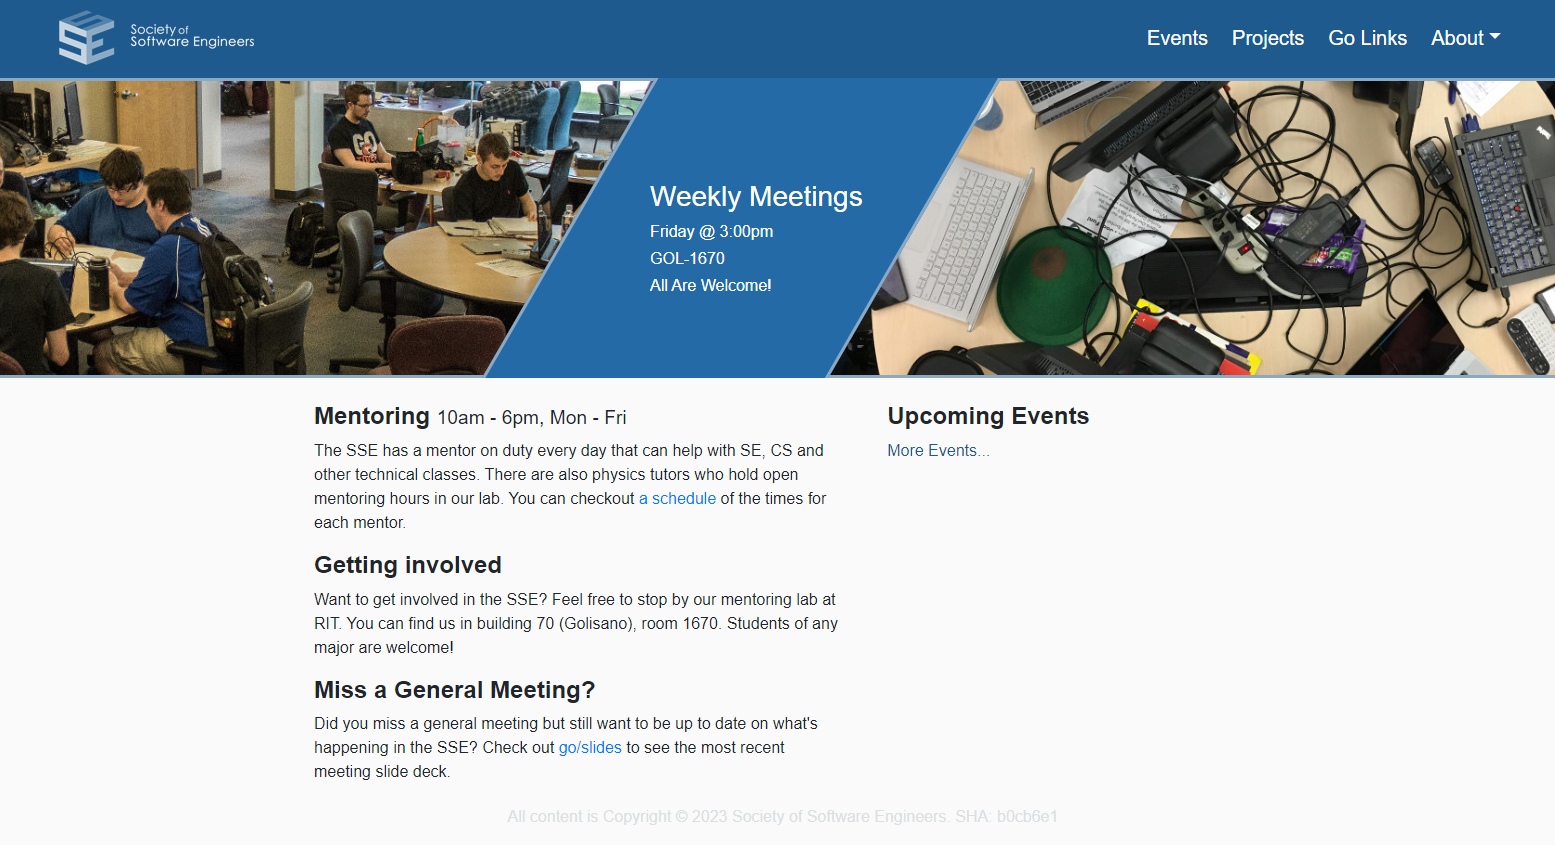 Society of
Software Engineers
Events Projects Go Links About
Weekly Meetings
Friday @ 3:00pm
GOL-1670
All Are Welcome!
Mentoring 10am - 6pm, Mon - Fri
The SSE has a mentor on duty every day that can help with SE, CS and
other technical classes. There are also physics tutors who hold open
mentoring hours in our lab. You can checkout a schedule of the times for
each mentor.
Getting involved
Want to get involved in the SSE? Feel free to stop by our mentoring lab at
RIT. You can find us in building 70 (Golisano), room 1670. Students of any
major are welcome!
Miss a General Meeting?
Did you miss a general meeting but still want to be up to date on what's
happening in the SSE? Check out go/slides to see the most recent
meeting slide deck.
Upcoming Events
More Events...
All content is Copyright © 2023 Society of Software Engineers. SHA: b0cb6e1